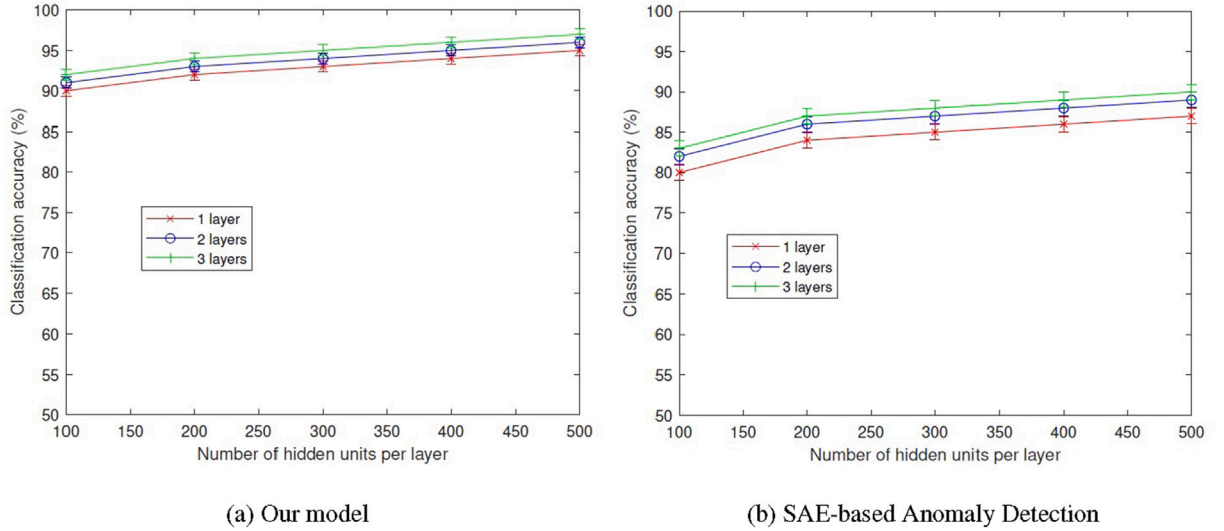 Classification accuracy (%)
100
95
90
85
80
75
70
65
60
55
50
1 layer
2 layers
3 layers
100 150 200 250 300 350 400 450 500
Number of hidden units per layer
(a) Our model
Classification accuracy (%)
100
95
90
85
80
75
70
65
60
55
50
1 layer
2 layers
3 layers
100 150 200 250 300 350 400 450 500
Number of hidden units per layer
(b) SAE-based Anomaly Detection